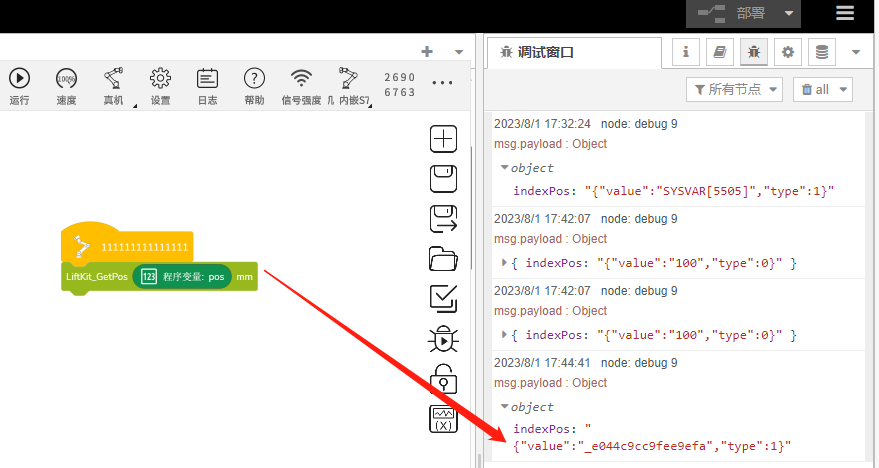 部署
调试窗口
运行
100%
速度
真机
设置
日志
帮助
信号强度
几 内嵌S7
2690
6763
所有节点
all
11111111111111
LiftKit_GetPos 123 程序变量: pos mm
(X)
2023/8/1 17:32:24 node: debug 9
msg.payload : Object
object
indexPos: "{"value":"SYSVAR[5505]","type":1}"
2023/8/1 17:42:07 node: debug 9
msg.payload : Object
{ indexPos: "{"value":"100","type":0}" }
2023/8/1 17:42:07 node: debug 9
msg.payload : Object
{ indexPos: "{"value":"100","type":0}" }
2023/8/1 17:44:41 node: debug 9
msg.payload : Object
object
indexPos: "
{"value":"_e044c9cc9fee9efa","type":1}"